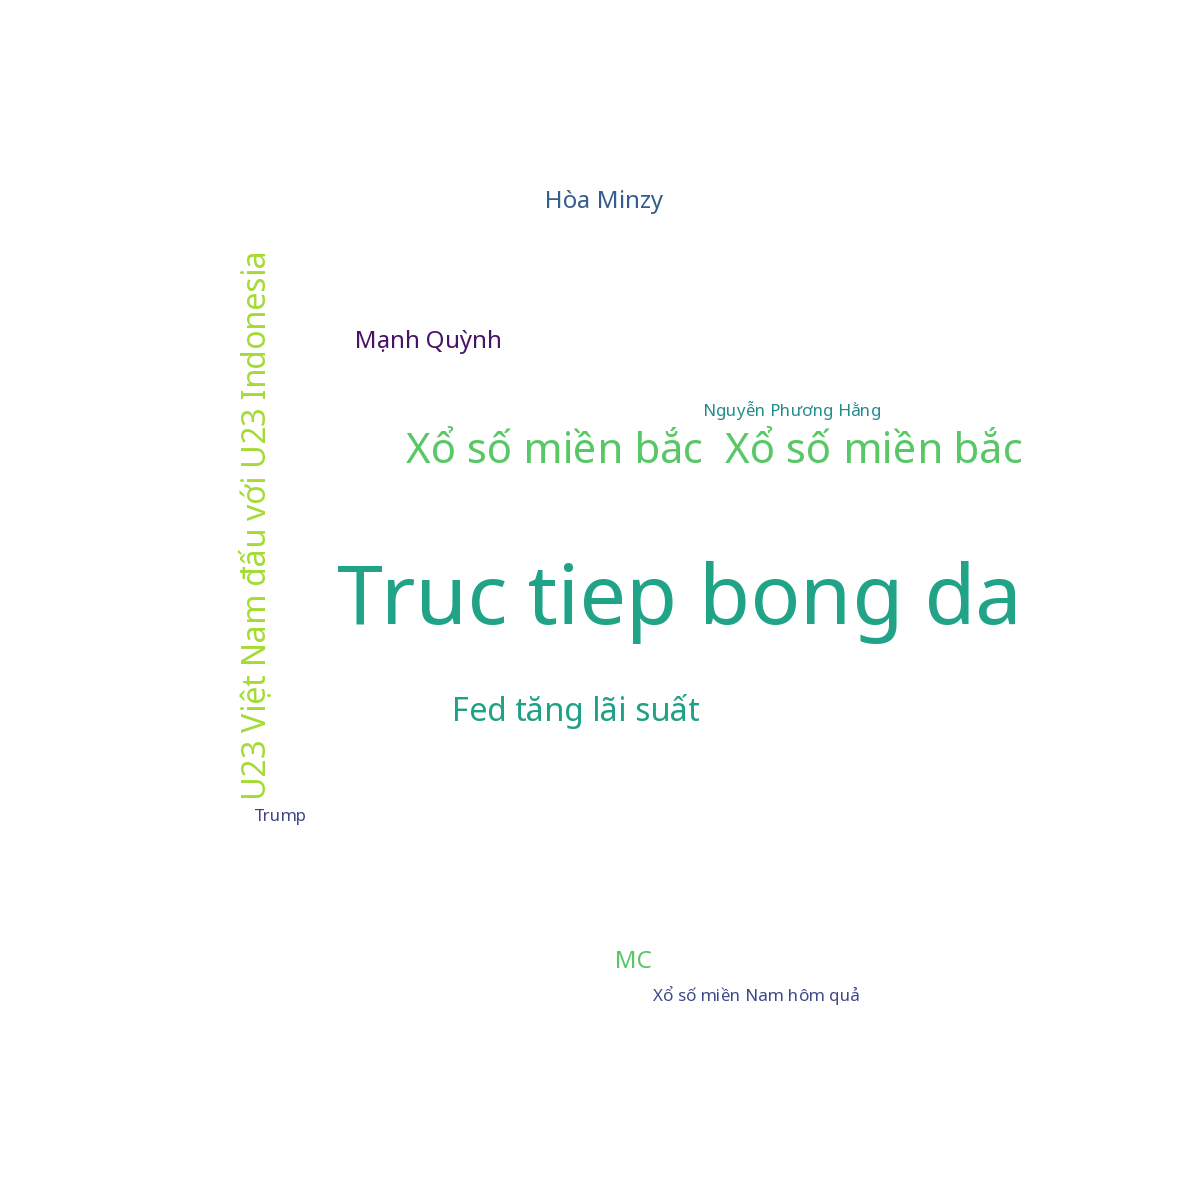 Hòa Minzy
U23 Việt Nam đấu với U23 Indonesia
Mạnh Quỳnh
Nguyễn Phương Hằng
Xổ số miền bắc Xổ số miền bắc
Truc tiep bong da
Fed tăng lãi suất
Trump
MC
Xổ số miền Nam hôm quả